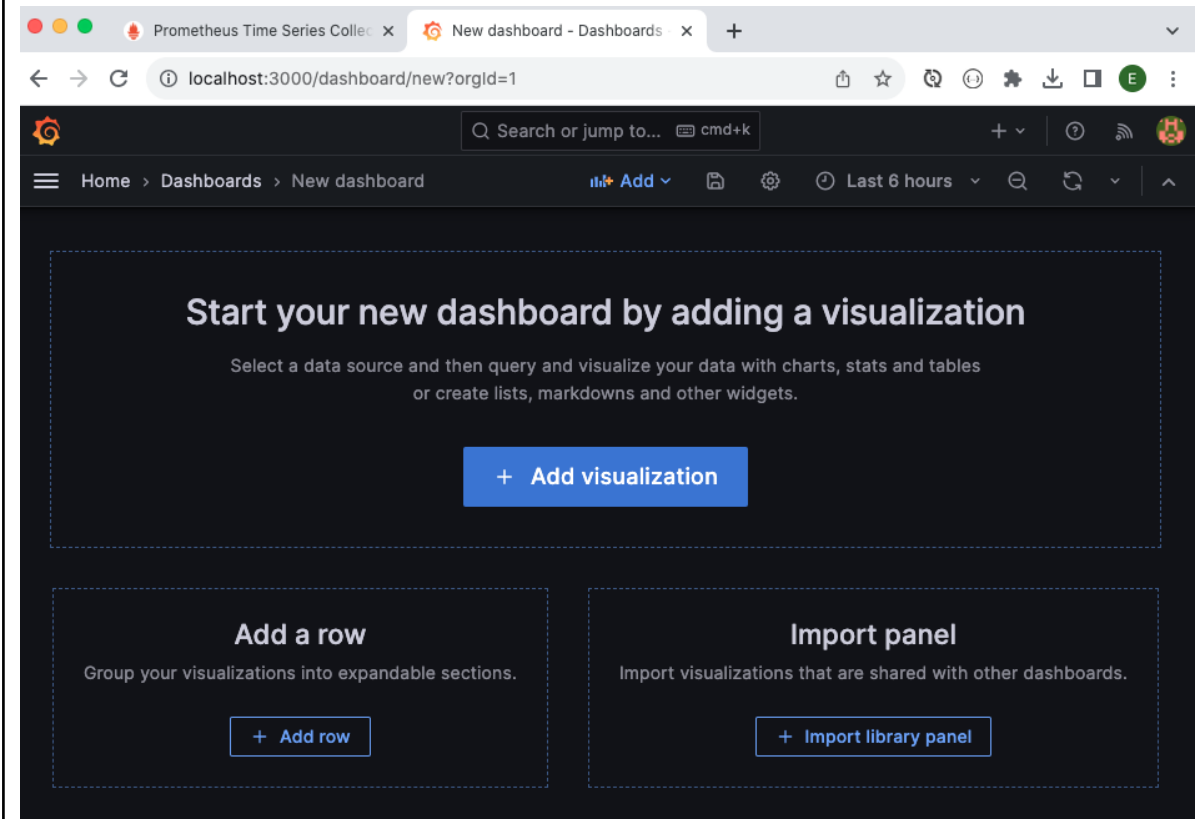 Prometheus Time Series Collec
New dashboard - Dashboards
localhost:3000/dashboard/new?orgId=1
E
Search or jump to... cmd+k
Home › Dashboards › New dashboard Add Last 6 hours
Start your new dashboard by adding a visualization
Select a data source and then query and visualize your data with charts, stats and tables
or create lists, markdowns and other widgets.
+ Add visualization
Add a row
Group your visualizations into expandable sections.
+ Add row
Import panel
Import visualizations that are shared with other dashboards.
+ Import library panel